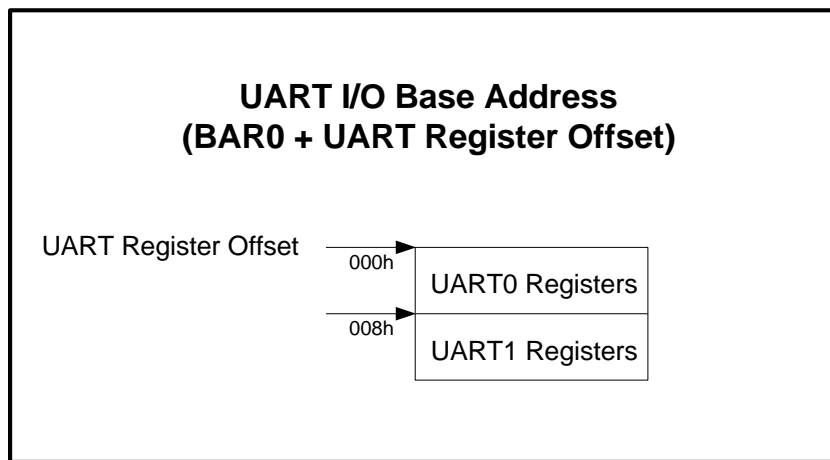 UART I/O Base Address
(BAR0 + UART Register Offset)
UART Register Offset
000h
UART0 Registers
008h
UART1 Registers